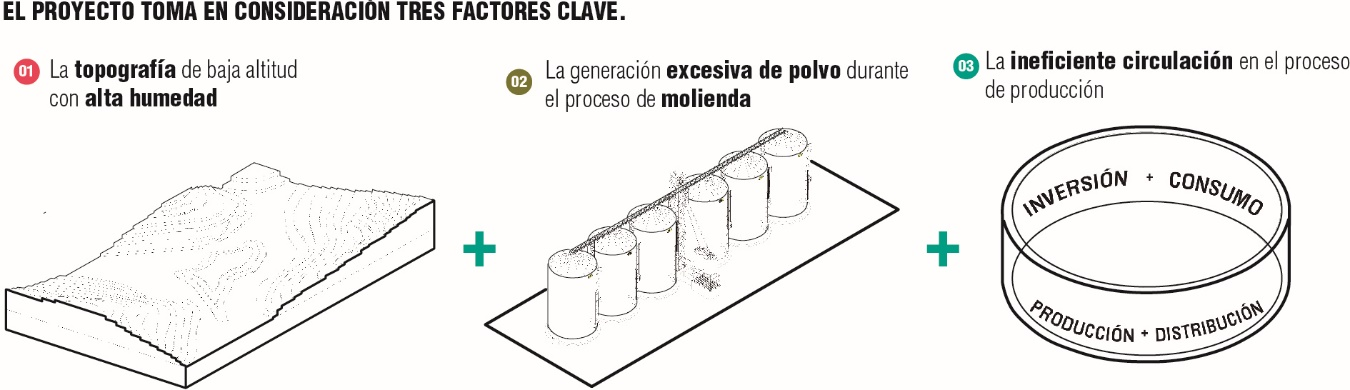 EL PROYECTO TOMA EN CONSIDERACIÓN TRES FACTORES CLAVE.
01 La topografía de baja altitud
con alta humedad
02 La generación excesiva de polvo durante
el proceso de molienda
03 La ineficiente circulación en el proceso
de producción
INVERSIÓN + CONSUMO
PRODUCCIÓN + DISTRIBUCIÓN